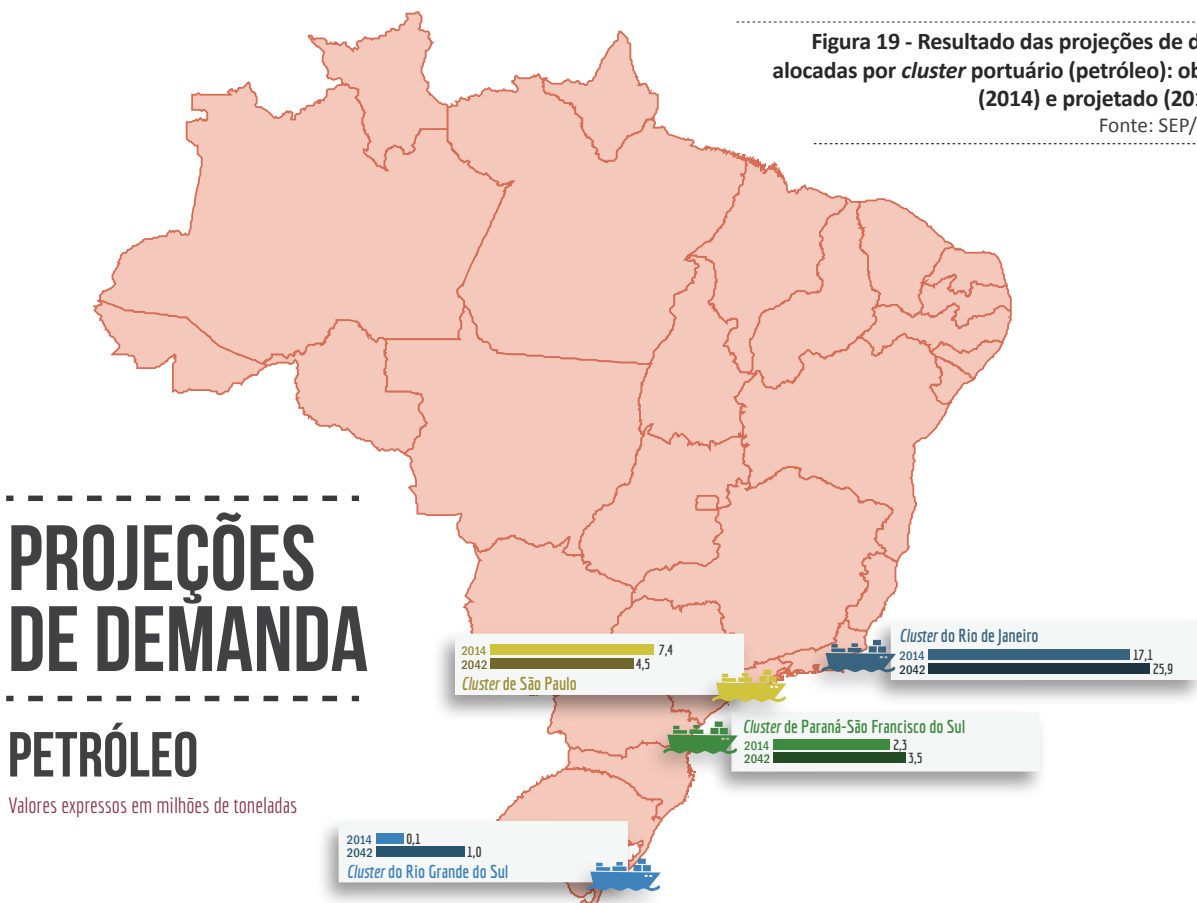 Figura 19 - Resultado das projeções de
alocadas por cluster portuário (petróleo):
(2014) e projetado
Fonte: SEP/
PROJEÇÕES
DE DEMANDA
PETRÓLEO
Valores expressos em milhões de toneladas
2014 7,4
2042 4,5
Cluster de São Paulo
Cluster do Rio de Janeiro
2014 17,1
2042 25,9
Cluster de Paraná-São Francisco do Sul
2014 2,3
2042 3,5
2014 0,1
2042 1,0
Cluster do Rio Grande do Sul